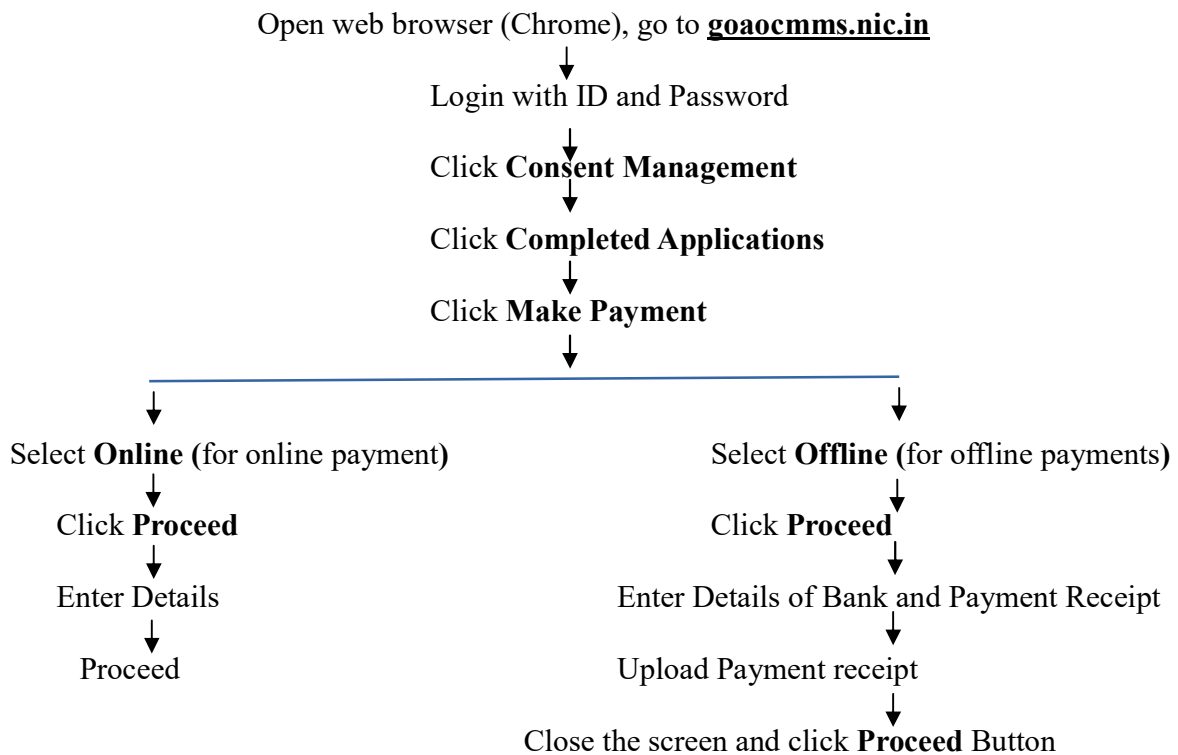 Open web browser (Chrome), go to goaocmms.nic.in
Login with ID and Password
Click Consent Management
Click Completed Applications
Click Make Payment
Select Online (for online payment)
Click Proceed
Enter Details
Proceed
Select Offline (for offline payments)
Click Proceed
Enter Details of Bank and Payment Receipt
Upload Payment receipt
Close the screen and click Proceed Button